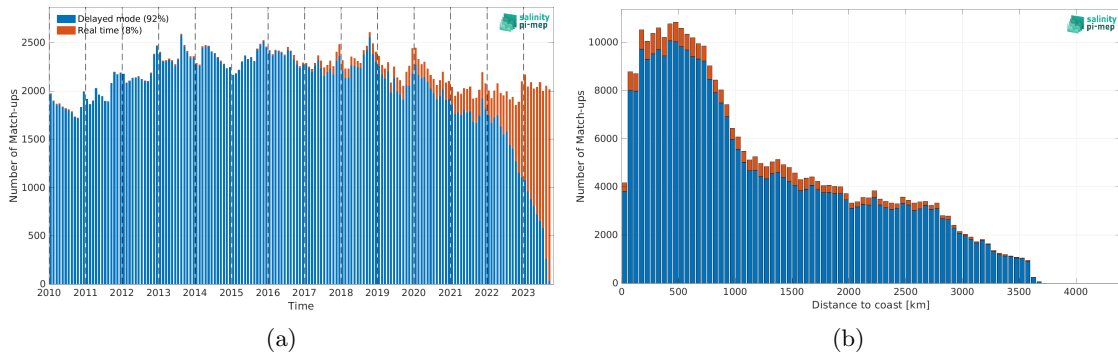 Delayed mode (92%)
Real time (8%)
salinity
pi-mep
Number of Match-ups
2500
2000
1500
1000
500
0
2010 2011 2012 2013 2014 2015 2016 2017 2018 2019 2020 2021 2022 2023
Time
(a)
salinity
pi-mep
Number of Match-ups
10000
8000
6000
4000
2000
0
0 500 1000 1500 2000 2500 3000 3500 4000
Distance to coast [km]
(b)